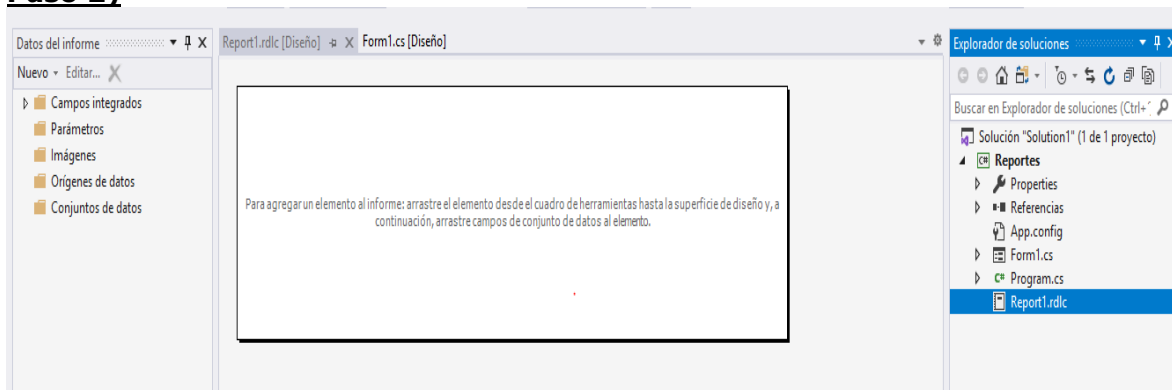 Paso 2)
Datos del informe
Nuevo Editar...
Campos integrados
Parámetros
Imágenes
Orígenes de datos
Conjuntos de datos
Report1.rdlc [Diseño] Form1.cs [Diseño]
Para agregar un elemento al informe: arrastre el elemento desde el cuadro de herramientas hasta la superficie de diseño y, a
continuación, arrastre campos de conjunto de datos al elemento.
Explorador de soluciones
Buscar en Explorador de soluciones (Ctrl+´
Solución "Solution1" (1 de 1 proyecto)
C# Reportes
Properties
Referencias
App.config
Form1.cs
C# Program.cs
Report1.rdlc